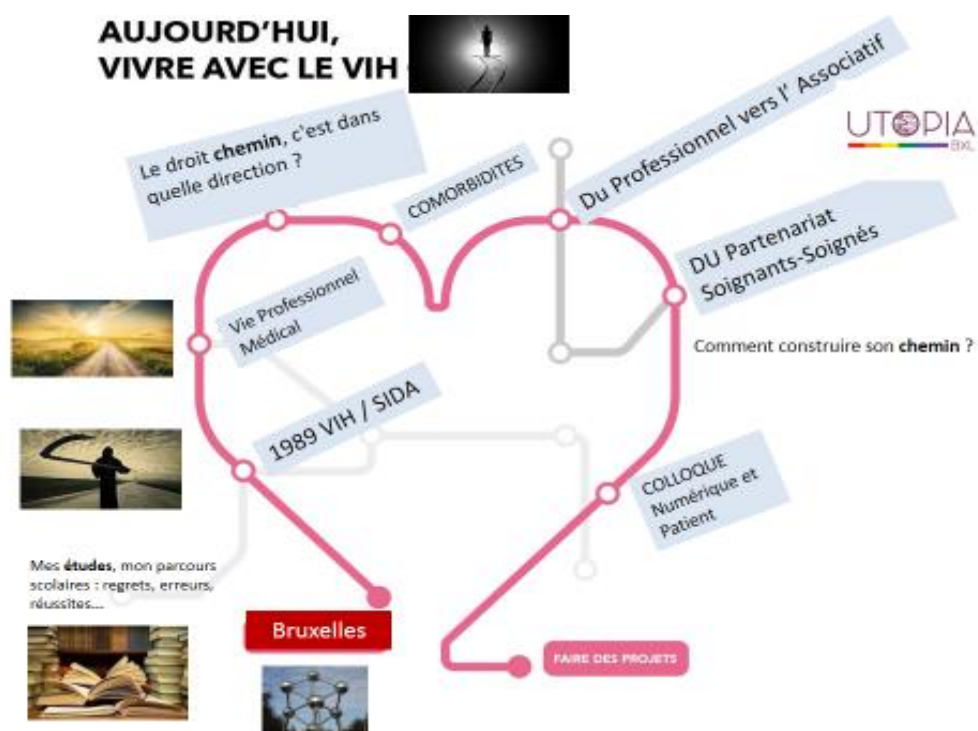 AUJOURD'HUI,
VIVRE AVEC LE VIH
UTOPIA
BXL
Le droit chemin, c'est dans
quelle direction ?
COMORBIDITES
Du Professionnel vers l' Associatif
DU Partenariat
Soignants-Soignés
Vie Professionnel
Médical
Comment construire son chemin ?
1989 VIH / SIDA
COLLOQUE
Numérique et
Patient
Mes études, mon parcours
scolaires : regrets, erreurs,
réussites...
Bruxelles
FAIRE DES PROJETS